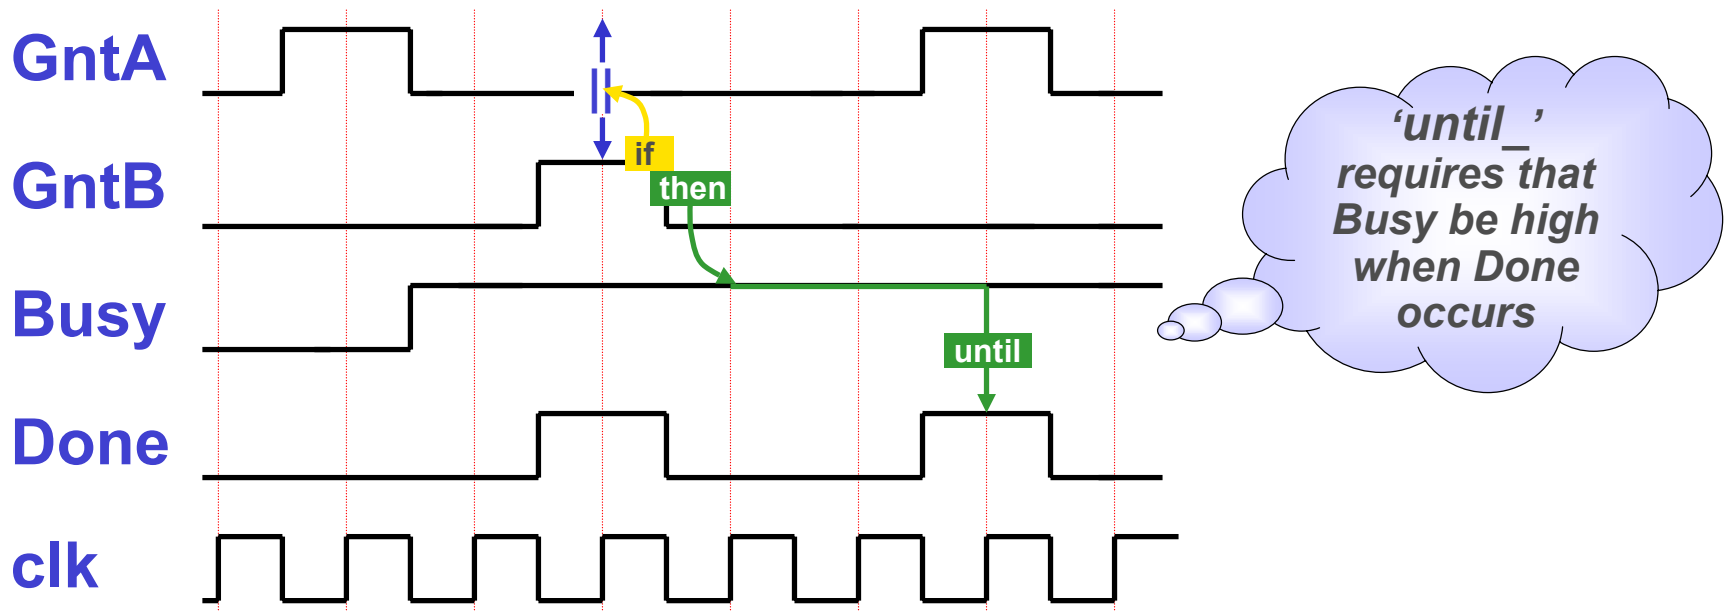 GntA
GntB
if
then
Busy
until
Done
clk
‘until_’
requires that
Busy be high
when Done
occurs